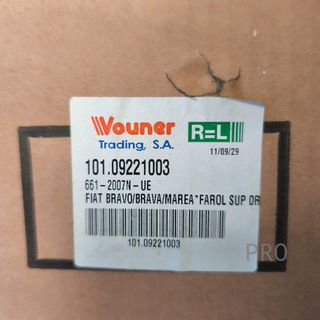 Wouner
Trading, S.A.
R=L
11/09/29
101.09221003
661-2007N-UE
FIAT BRAVO/BRAVA/MAREA*FAROL SUP DR
101.09221003
PRO